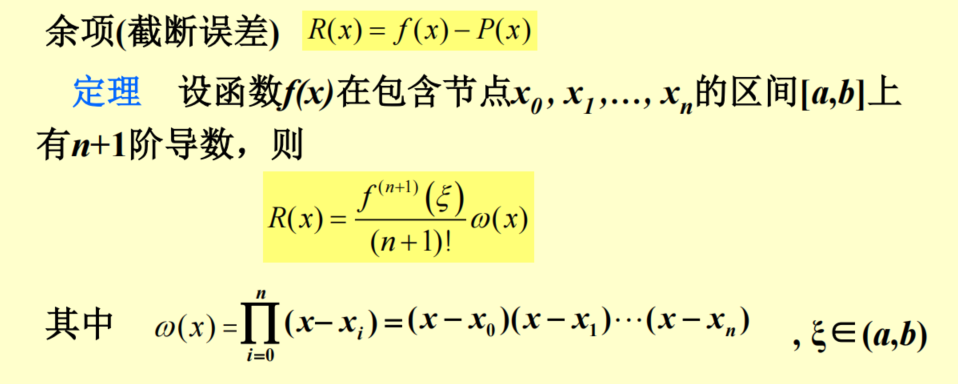 余项(截断误差) R(x) = f(x) − P(x)
定理 设函数f(x)在包含节点x₀, x₁,…, xₙ的区间[a,b]上
有n+1阶导数，则
R(x) = \frac{f^{(n+1)}(ξ)}{(n+1)!} ω(x)
其中 ω(x) = \prod_{i=0}^{n} (x−xᵢ) = (x − x₀)(x − x₁)⋯(x − xₙ) , ξ∈(a,b)